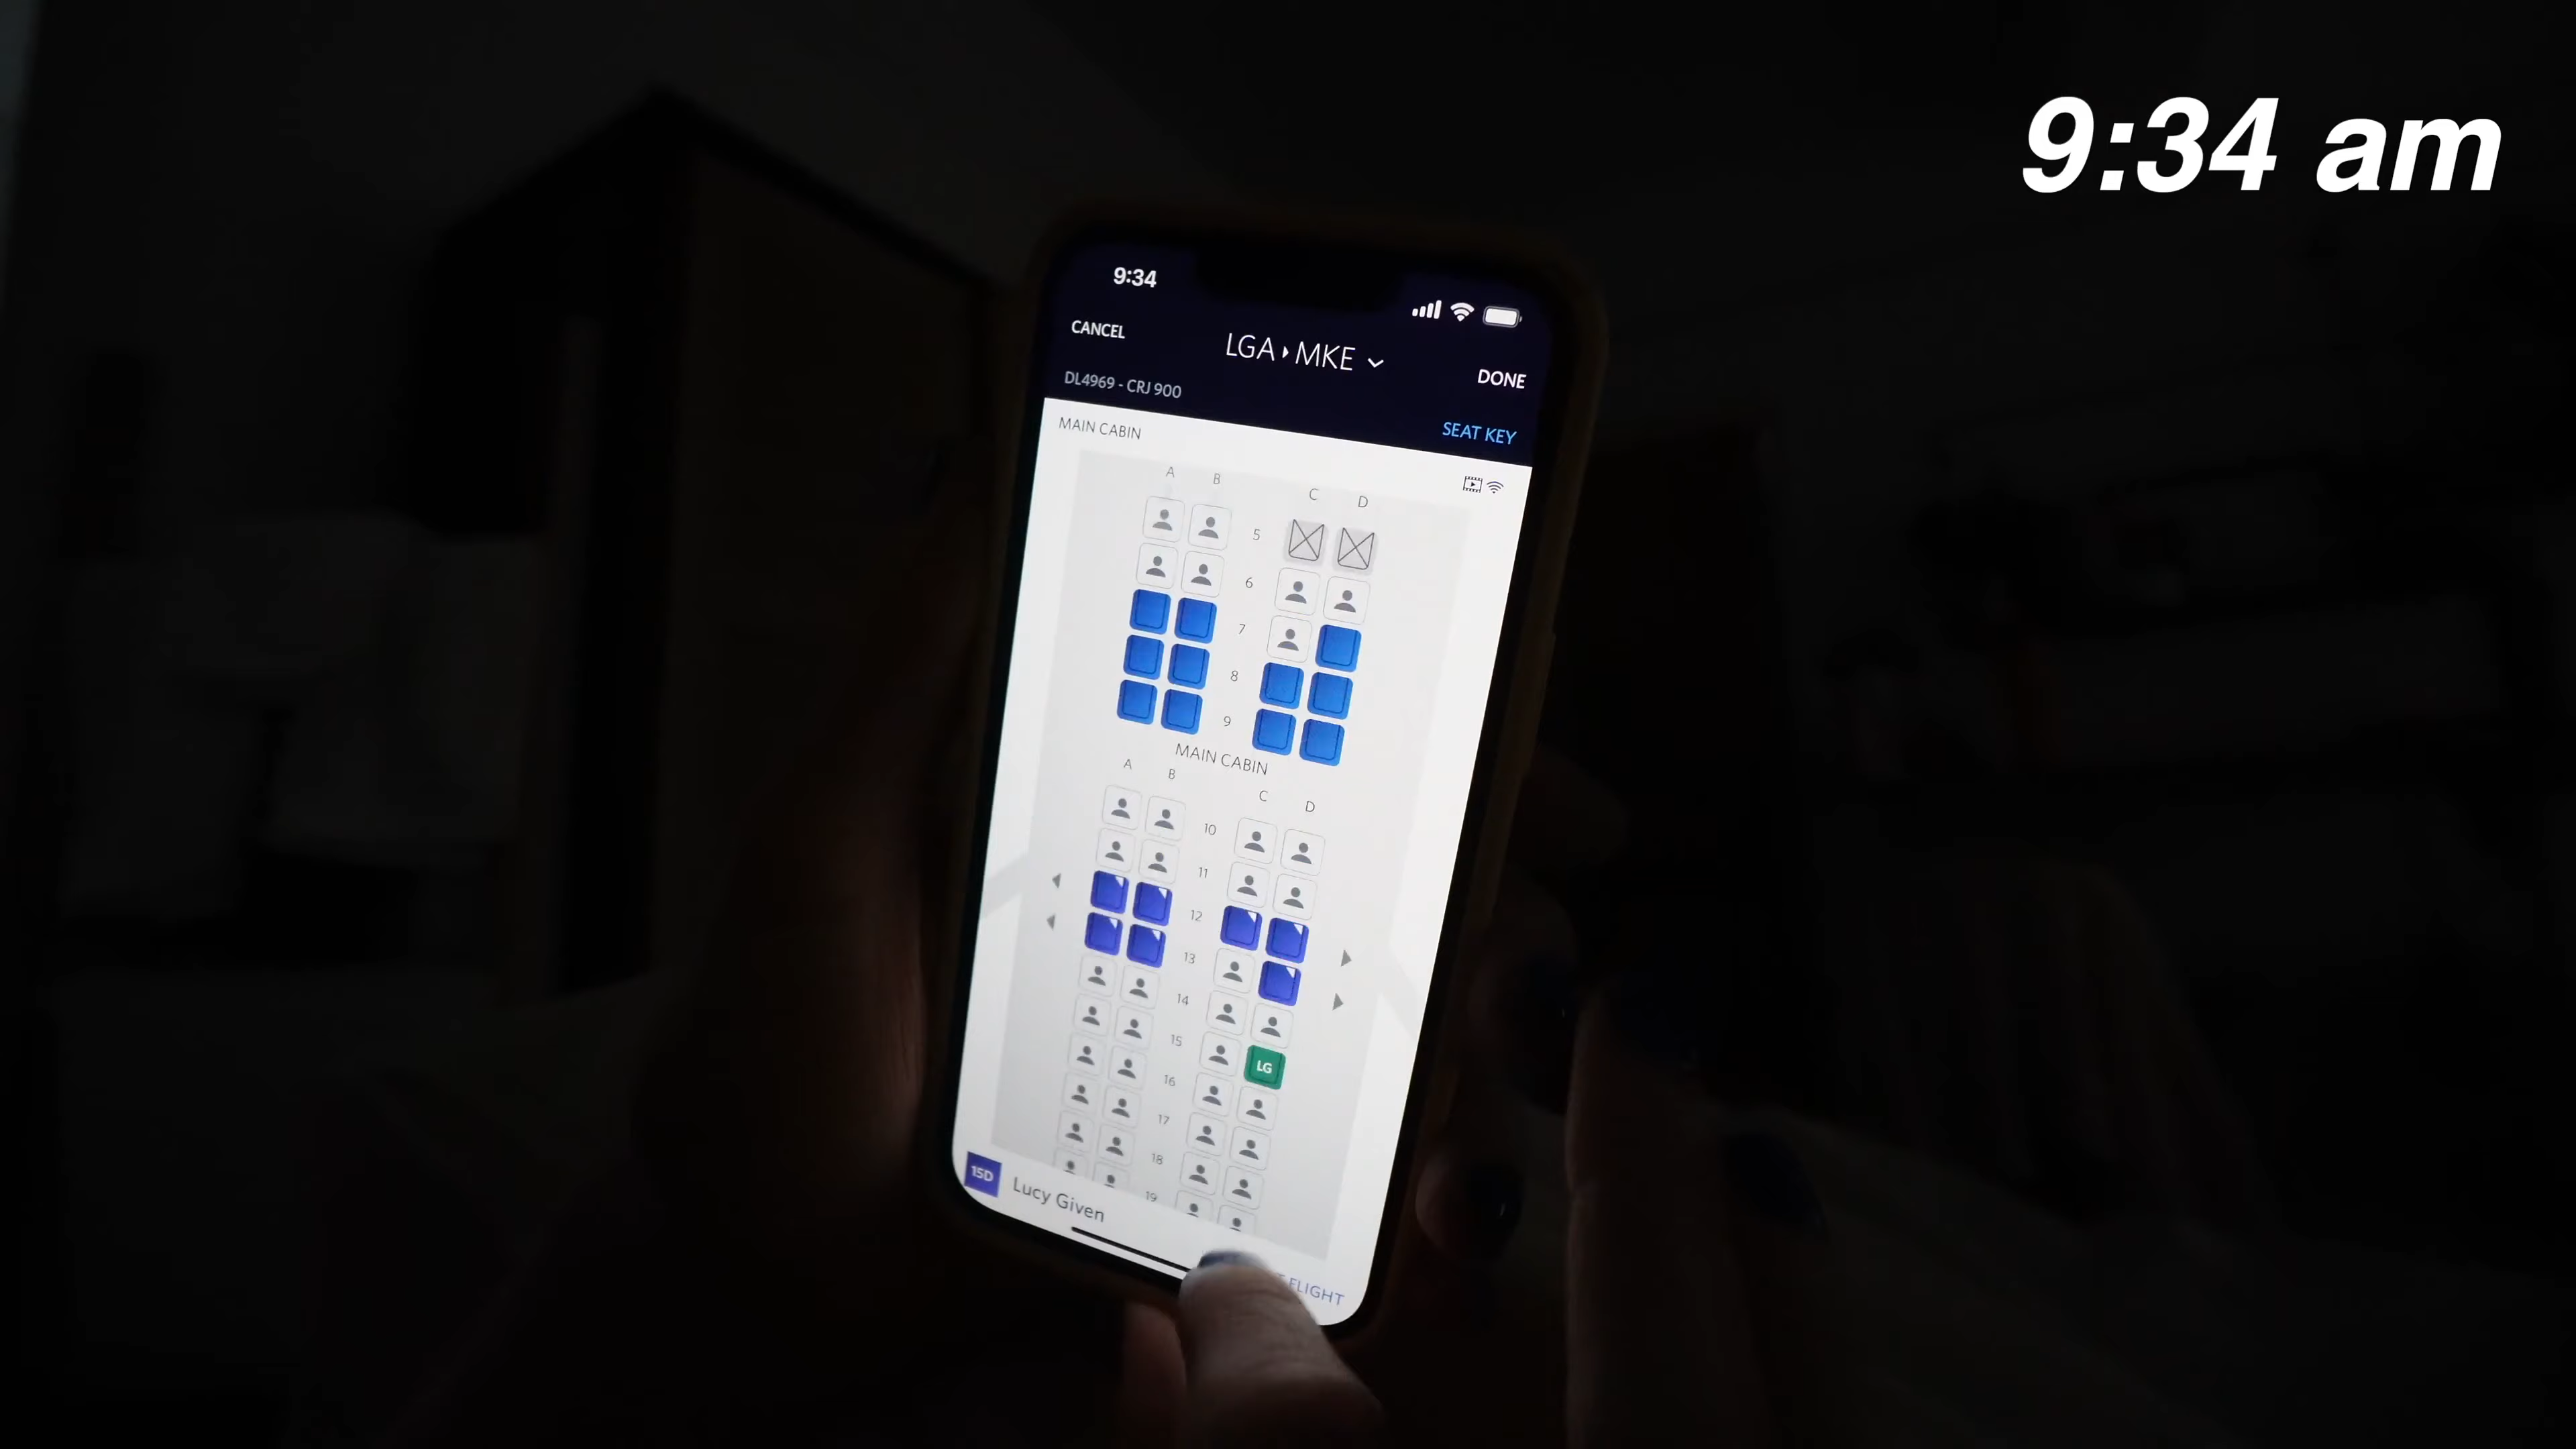 9:34 am
9:34
CANCEL
LGA MKE
DONE
DL4969 - CRJ 900
SEAT KEY
MAIN CABIN
A B C D
5
6
7
8
9
MAIN CABIN
A B C D
10
11
12
13
14
15
LG
16
17
18
19
15D Lucy Given
FLIGHT